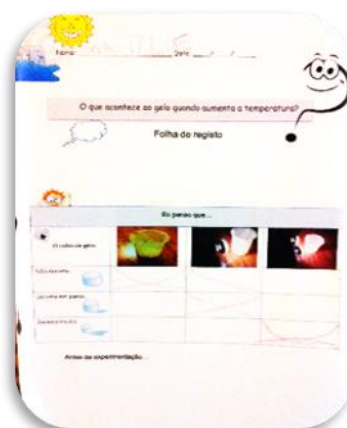 Nome: Data: / /
O que acontece ao gelo quando aumenta a temperatura?
Folha de registo
Eu penso que...
O cubo de gelo:
Antes da experimentação...